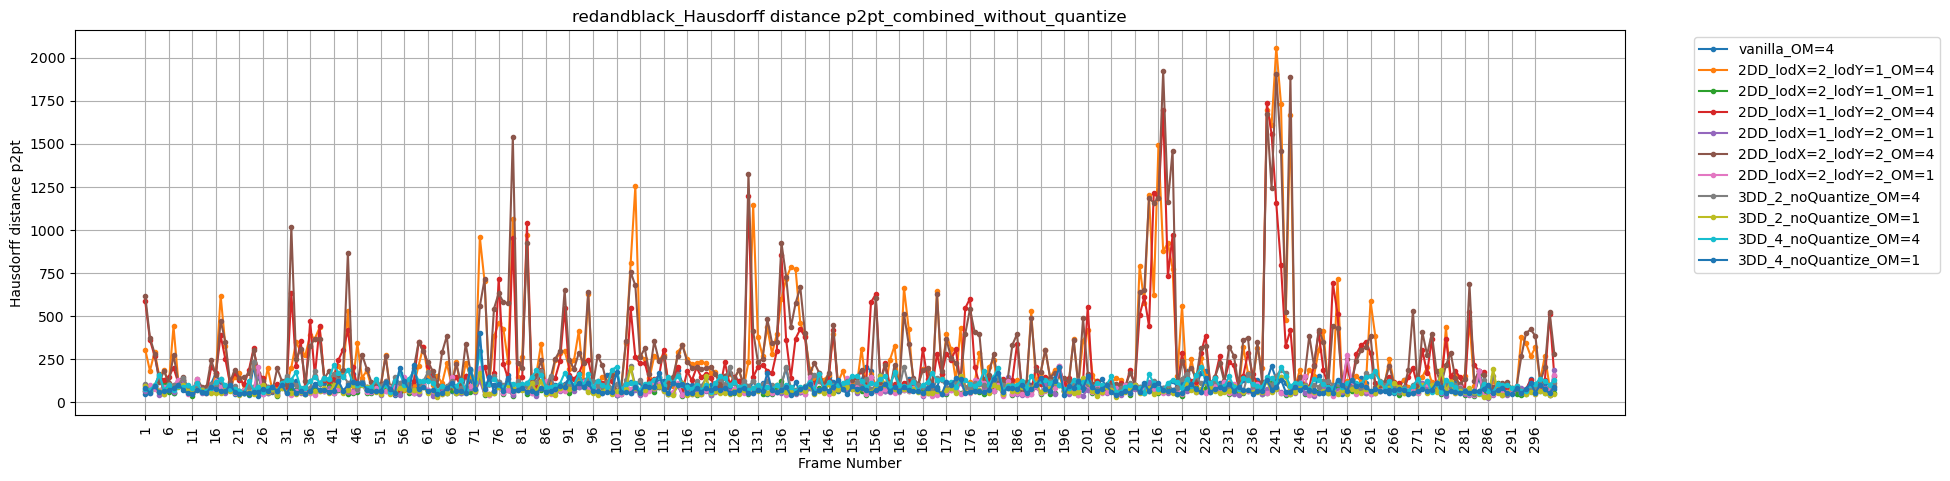 redandblack_Hausdorff distance p2pt_combined_without_quantize
Hausdorff distance p2pt
2000
1750
1500
1250
1000
750
500
250
0
1 6 11 16 21 26 31 36 41 46 51 56 61 66 71 76 81 86 91 96 101 106 111 116 121 126 131 136 141 146 151 156 161 166 171 176 181 186 191 196 201 206 211 216 221 226 231 236 241 246 251 256 261 266 271 276 281 286 291 296
Frame Number
vanilla_OM=4
2DD_lodX=2_lodY=1_OM=4
2DD_lodX=2_lodY=1_OM=1
2DD_lodX=1_lodY=2_OM=4
2DD_lodX=1_lodY=2_OM=1
2DD_lodX=2_lodY=2_OM=4
2DD_lodX=2_lodY=2_OM=1
3DD_2_noQuantize_OM=4
3DD_2_noQuantize_OM=1
3DD_4_noQuantize_OM=4
3DD_4_noQuantize_OM=1